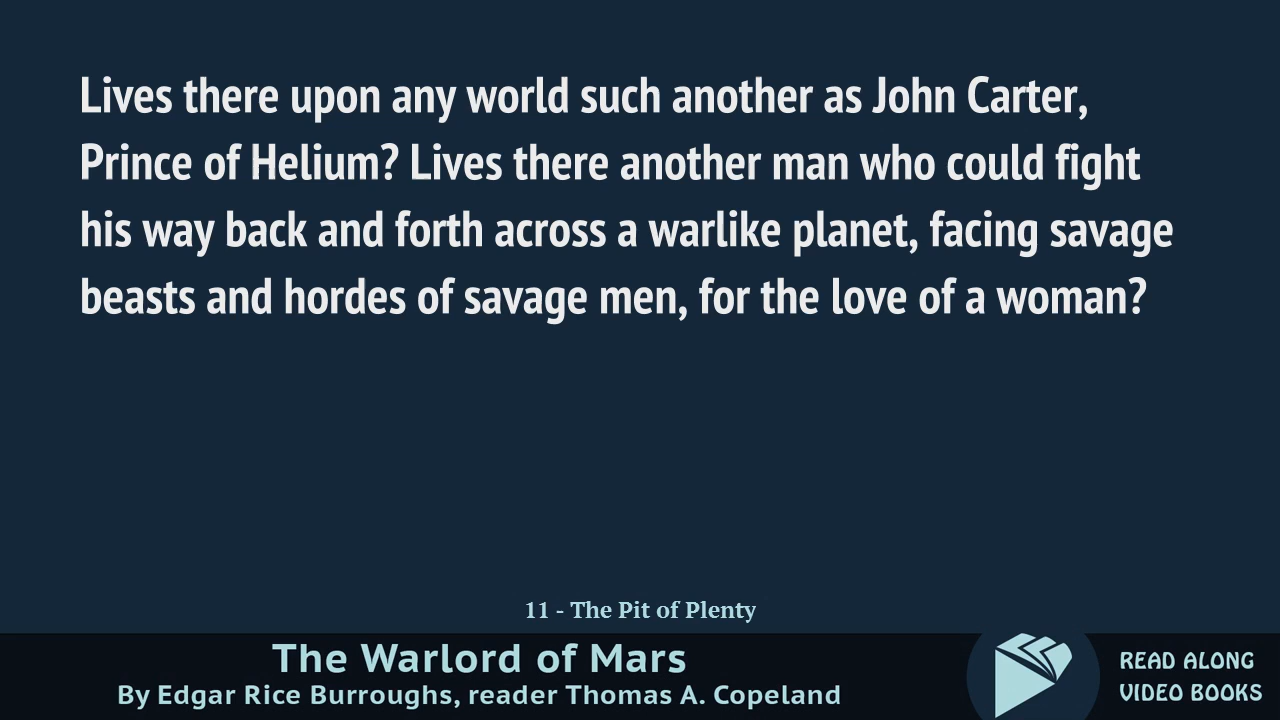 Lives there upon any world such another as John Carter,
Prince of Helium? Lives there another man who could fight
his way back and forth across a warlike planet, facing savage
beasts and hordes of savage men, for the love of a woman?
11 - The Pit of Plenty
The Warlord of Mars
By Edgar Rice Burroughs, reader Thomas A. Copeland
READ ALONG
VIDEO BOOKS